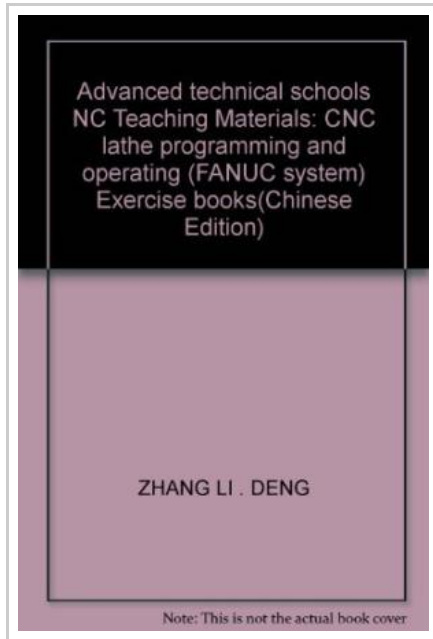 Advanced technical schools
NC Teaching Materials: CNC
lathe programming and
operating (FANUC system)
Exercise books(Chinese
Edition)
ZHANG LI . DENG
Note: This is not the actual book cover